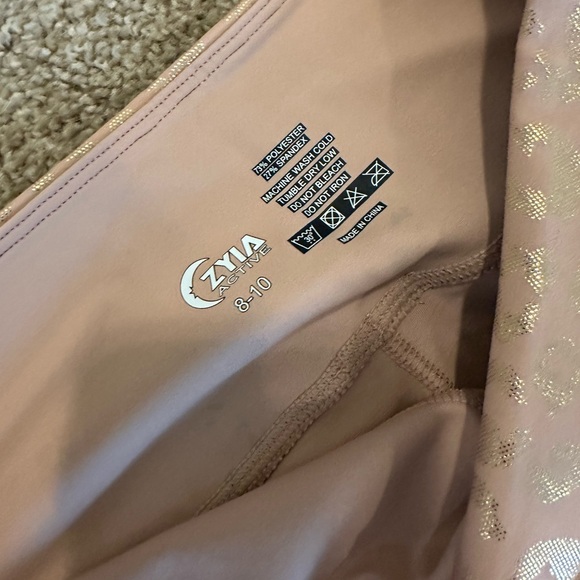 73% POLYESTER
27% SPANDEX
MACHINE WASH COLD
TUMBLE DRY LOW
DO NOT BLEACH
DO NOT IRON
30°
MADE IN CHINA
ZYIA
ACTIVE
8-10